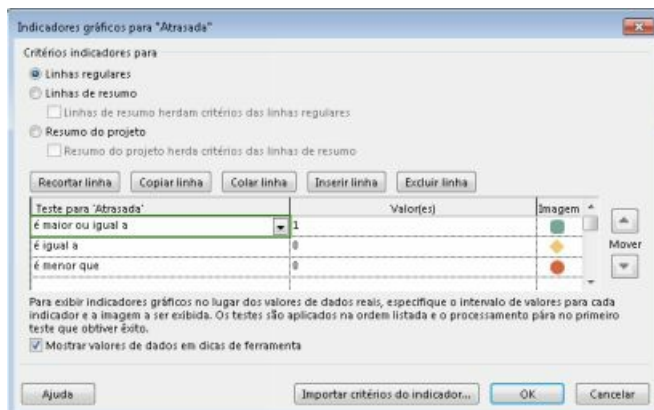 Indicadores gráficos para "Atrasada"
Critérios indicadores para
Linhas regulares
Linhas de resumo
Linhas de resumo herdam critérios das linhas regulares
Resumo do projeto
Resumo do projeto herda critérios das linhas de resumo
Recortar linha Copiar linha Colar linha Inserir linha Excluir linha
Teste para 'Atrasada' Valor(es) Imagem
é maior ou igual a 1
é igual a 0
Mover
é menor que 0
Para exibir indicadores gráficos no lugar dos valores de dados reais, especifique o intervalo de valores para cada
indicador e a imagem a ser exibida. Os testes são aplicados na ordem listada e o processamento pára no primeiro
teste que obtiver êxito.
Mostrar valores de dados em dicas de ferramenta
Ajuda Importar critérios do indicador... OK Cancelar